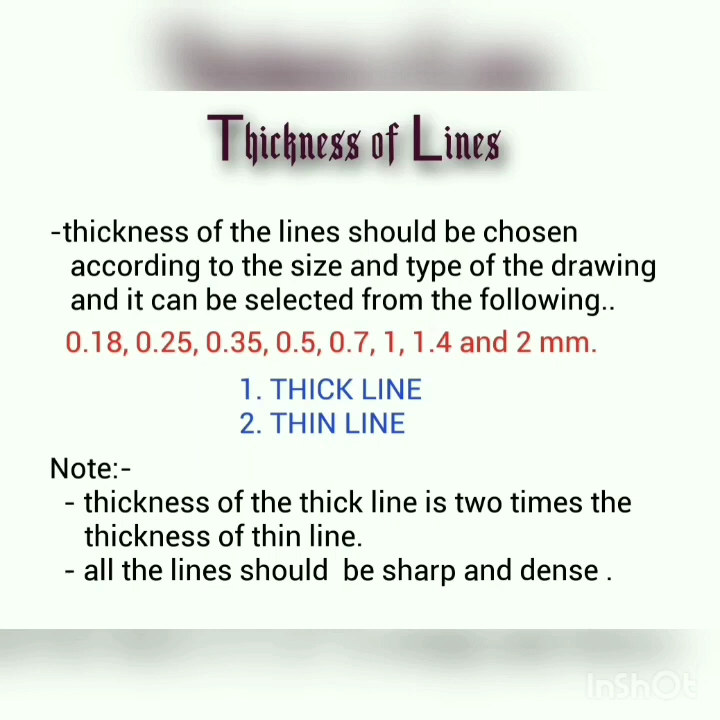 Thickness of Lines
-thickness of the lines should be chosen
according to the size and type of the drawing
and it can be selected from the following..
0.18, 0.25, 0.35, 0.5, 0.7, 1, 1.4 and 2 mm.
1. THICK LINE
2. THIN LINE
Note:-
- thickness of the thick line is two times the
thickness of thin line.
- all the lines should be sharp and dense .
InShOt